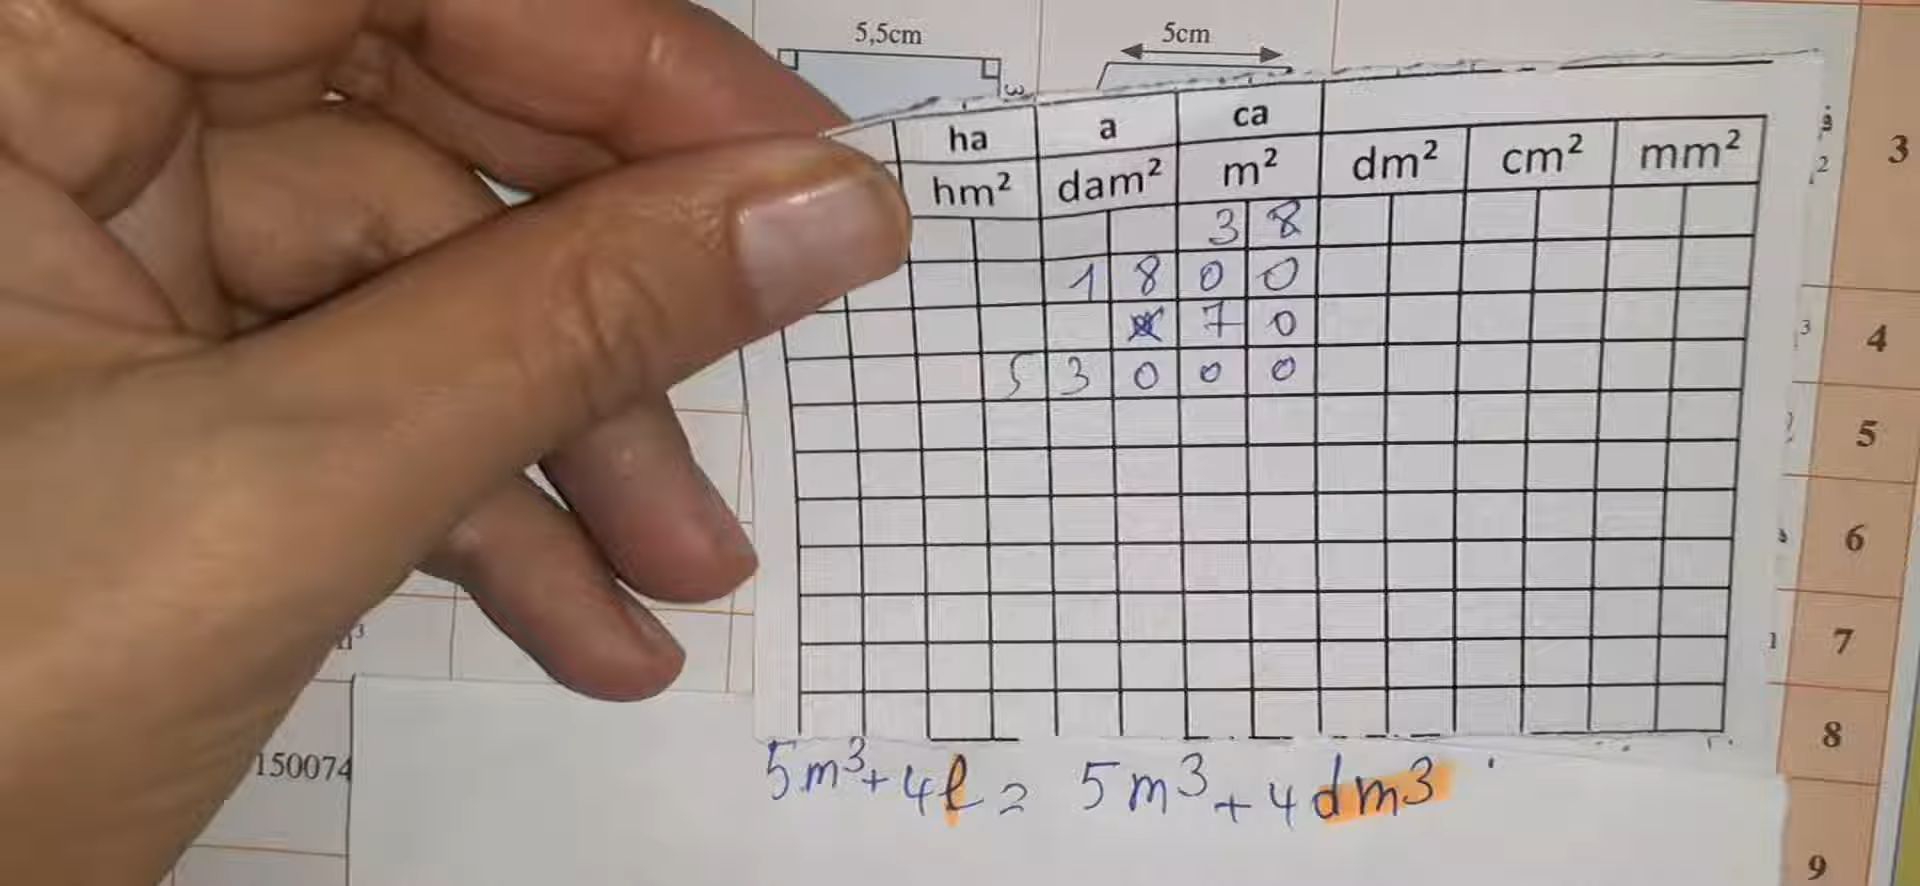 5,5cm 5cm
ha a ca
hm² dam² m² dm² cm² mm²
3 8
1 8 0 0
7 0
5 3 0 0 0
3
4
5
6
7
150074
8
5m³+4l = 5m³+4dm3
9